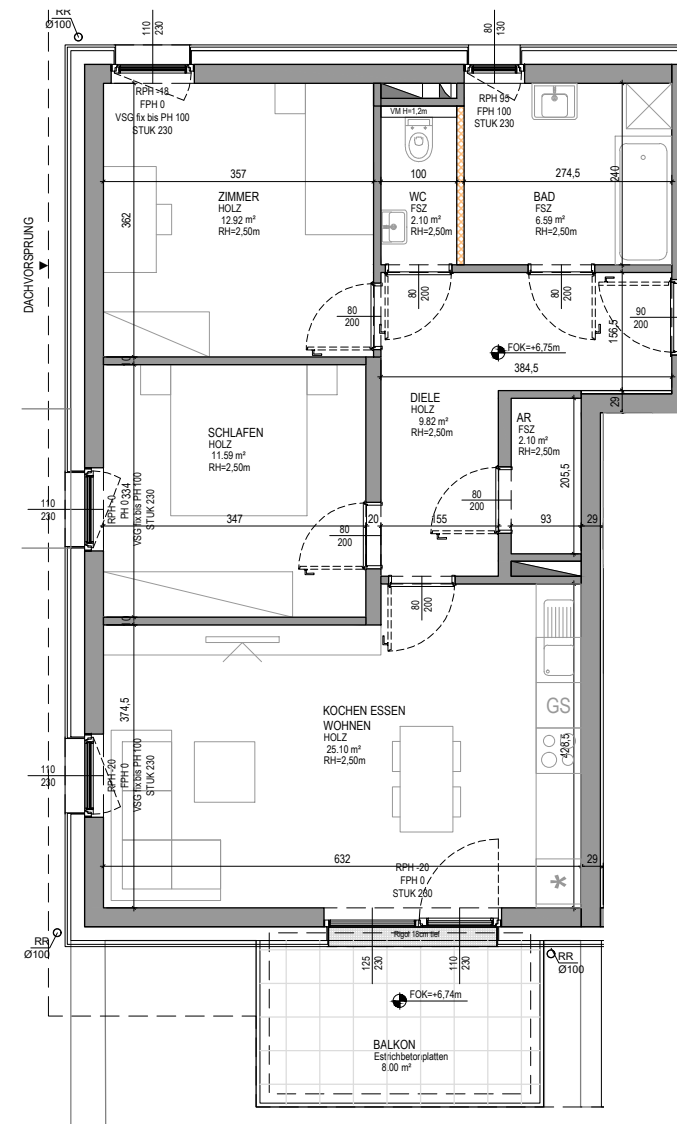 RR
Ø100
110
230
80
130
RPH -18
FPH 0
VSG fix bis PH 100
STUK 230
VM H=1,2m
RPH 95
FPH 100
STUK 230
357
100
274,5
240
ZIMMER
HOLZ
12.92 m²
RH=2,50m
WC
FSZ
2.10 m²
RH=2,50m
BAD
FSZ
6.59 m²
RH=2,50m
362
DACHVORSPRUNG
80
200
80
200
80
200
90
200
156,5
FOK=+6,75m
384,5
10
29
DIELE
HOLZ
9.82 m²
RH=2,50m
AR
FSZ
2.10 m²
RH=2,50m
205,5
SCHLAFEN
HOLZ
11.59 m²
RH=2,50m
110
230
RPH -0
PH 0
334
VSG fix bis PH 100
STUK 230
347
20
155
93
29
80
200
80
200
80
200
10
374,5
KOCHEN ESSEN
WOHNEN
HOLZ
25.10 m²
RH=2,50m
GS
428,5
110
230
RPH -20
FPH 0
VSG fix bis PH 100
STUK 230
632
29
RPH -20
FPH 0
STUK 230
*
Rigol 18cm tief
RR
Ø100
125
230
110
230
RR
Ø100
FOK=+6,74m
BALKON
Estrichbetonplatten
8.00 m²